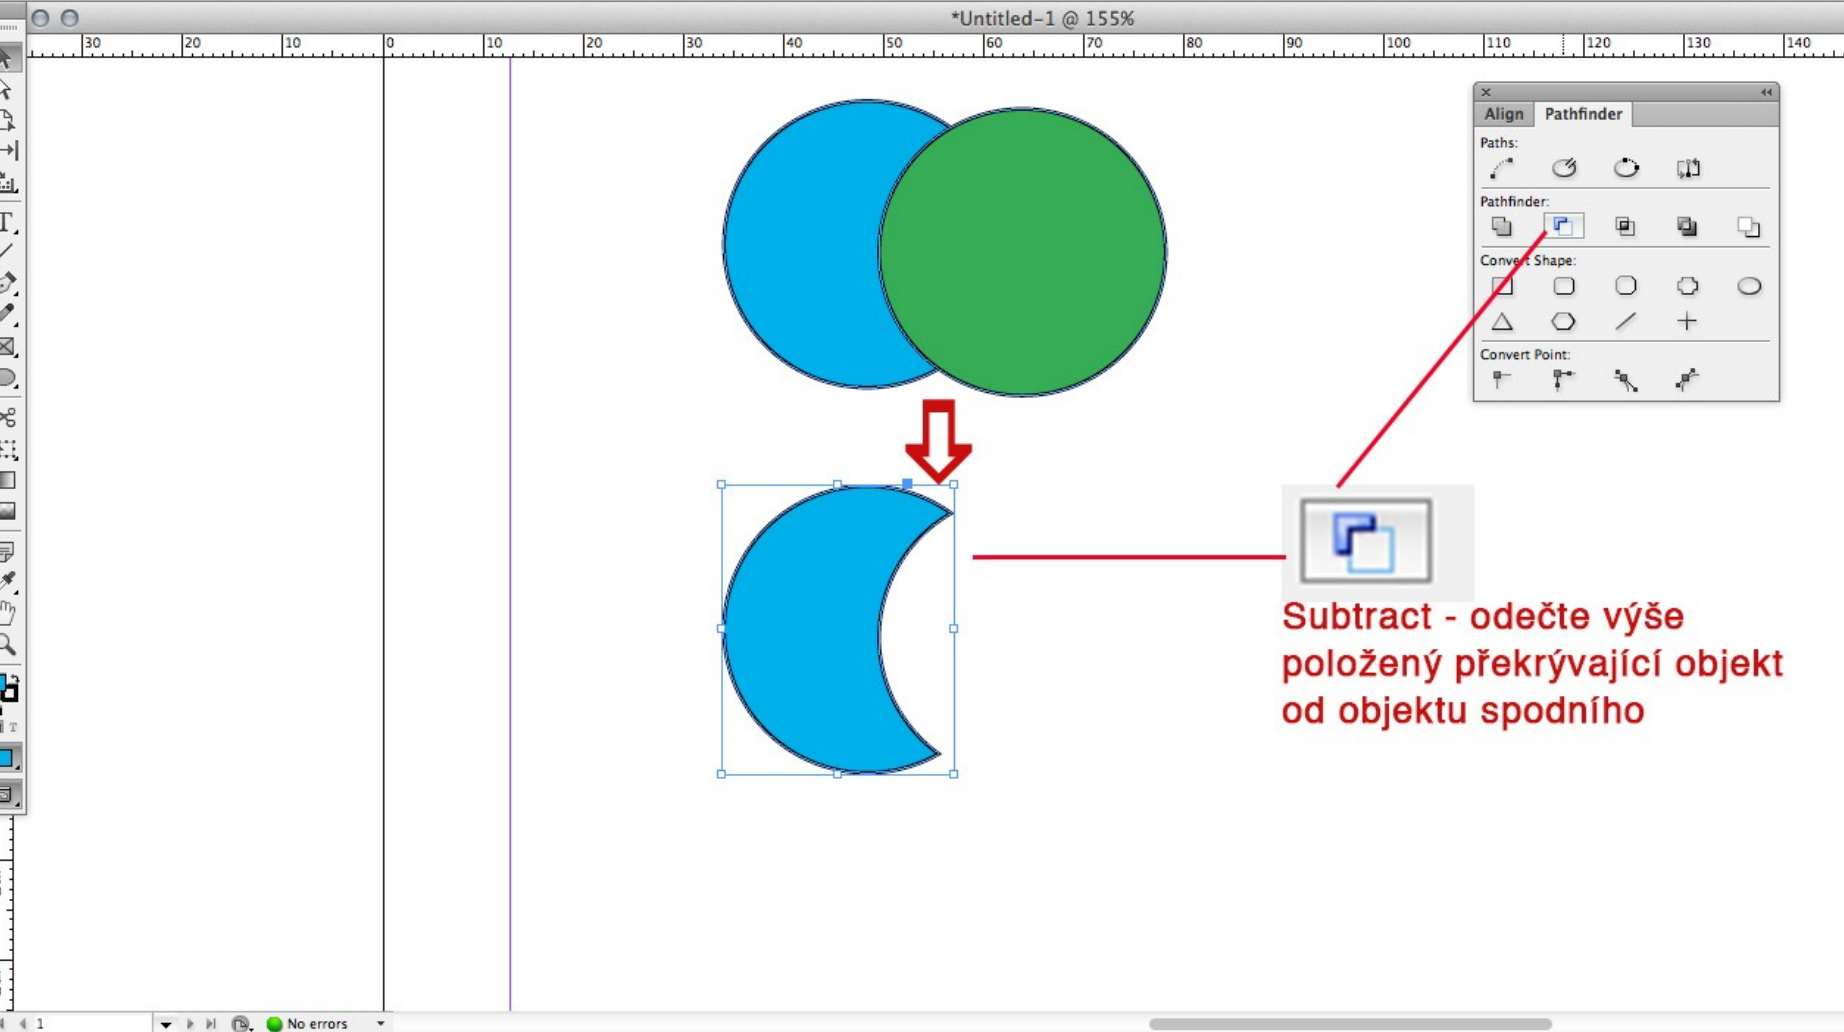 *Untitled-1 @ 155%
30 20 10 0 10 20 30 40 50 60 70 80 90 100 110 120 130 140
Align Pathfinder
Paths:
Pathfinder:
Convert Shape:
Convert Point:
Subtract - odečte výše
položený překrývající objekt
od objektu spodního
1 No errors